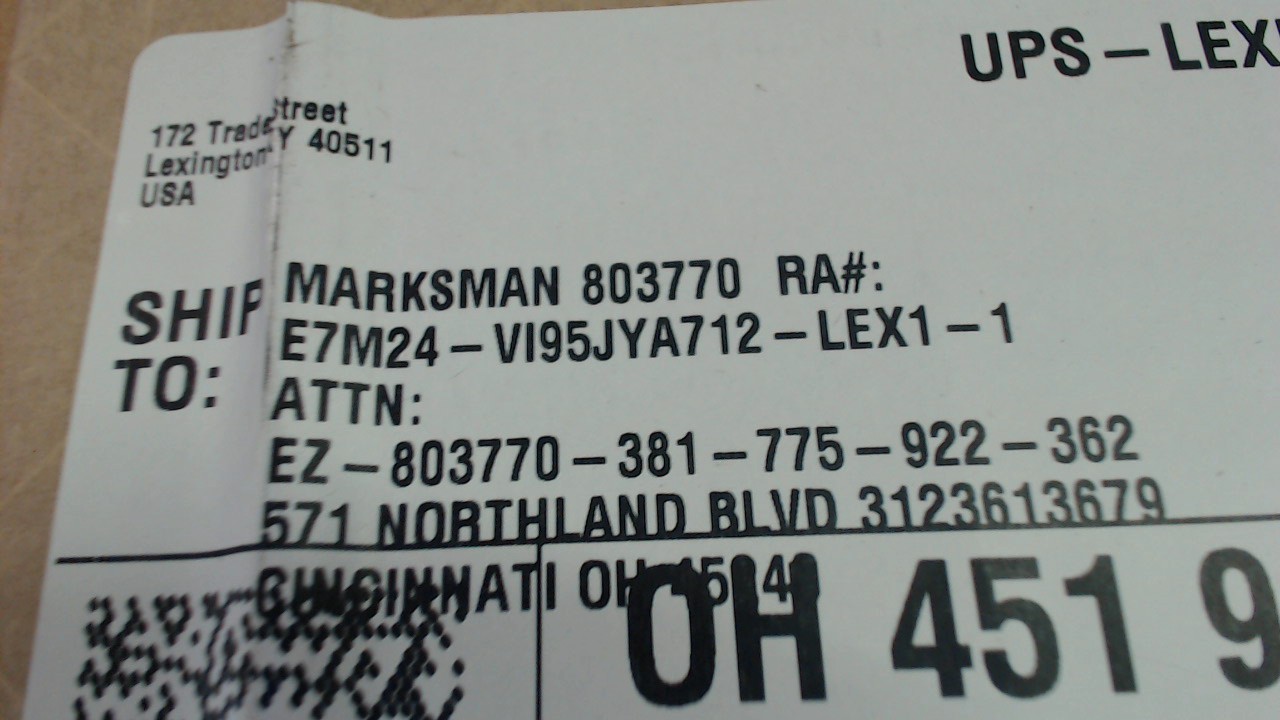 UPS – LEX
172 Trade Street
Lexington Y 40511
USA
SHIP TO:
MARKSMAN 803770 RA#:
E7M24 – VI95JYA712 – LEX1 – 1
ATTN:
EZ – 803770 – 381 – 775 – 922 – 362
571 NORTHLAND BLVD 3123613679
CINCINNATI OH
OH 451 9